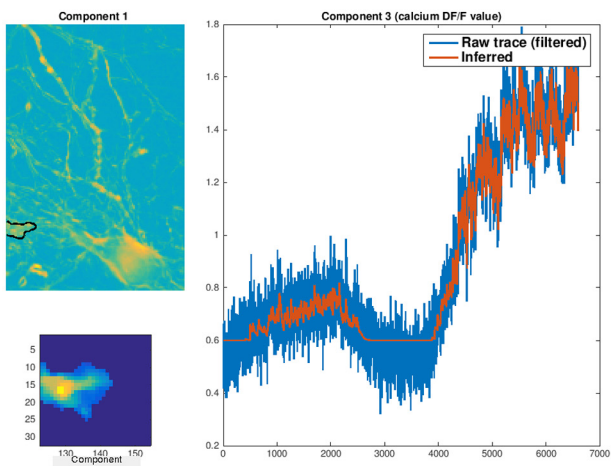 Component 1
Component 3 (calcium DF/F value)
Raw trace (filtered)
Inferred
1.8
1.6
1.4
1.2
1
0.8
0.6
0.4
0.2
0 1000 2000 3000 4000 5000 6000 7000
5
10
15
20
25
30
130 140 150
Component